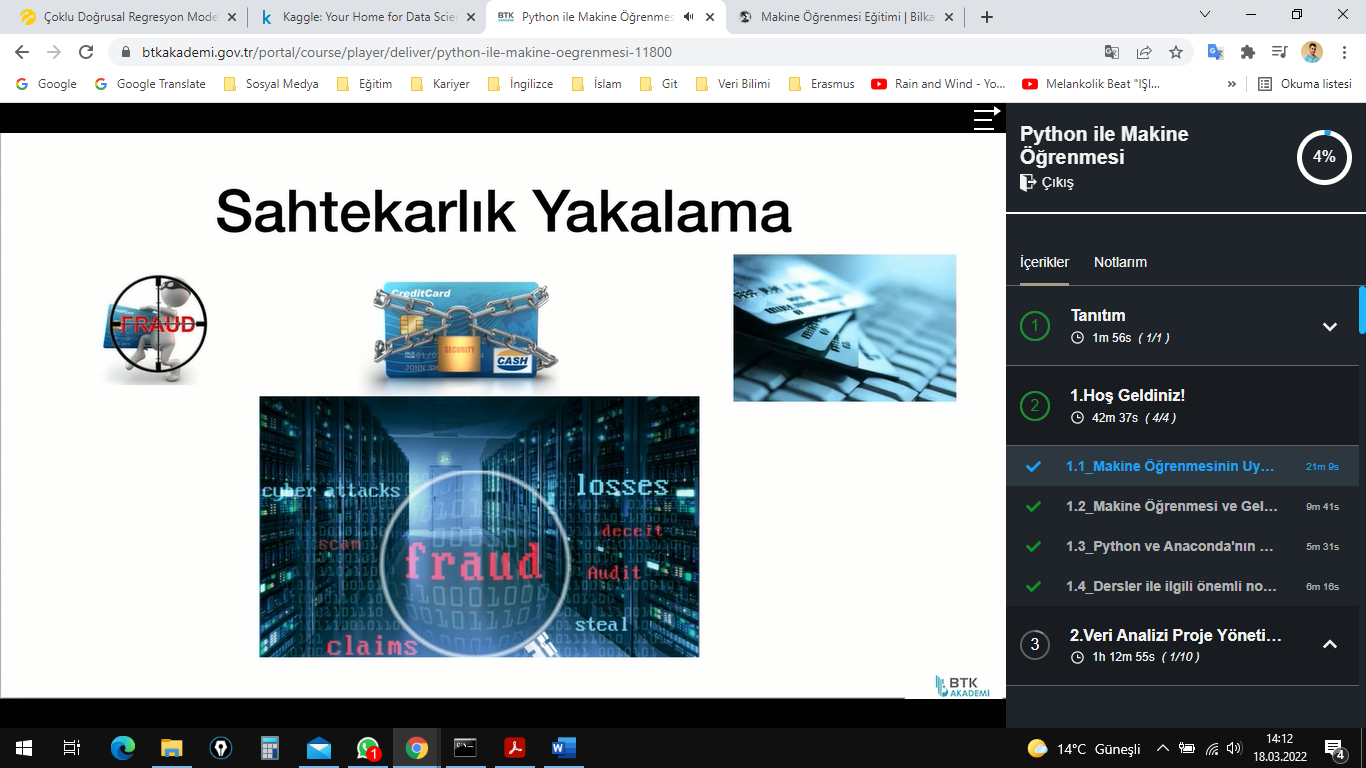 Çoklu Doğrusal Regresyon Mode
Kaggle: Your Home for Data Scien
BTK AKADEMİ
Python ile Makine Öğrenmes
Makine Öğrenmesi Eğitimi | Bilka
btkakademi.gov.tr/portal/course/player/deliver/python-ile-makine-oegrenmesi-11800
Google
Google Translate
Sosyal Medya
Eğitim
Kariyer
İngilizce
İslam
Git
Veri Bilimi
Erasmus
Rain and Wind - Yo...
Melankolik Beat "IŞI...
»
Okuma listesi
Sahtekarlık Yakalama
FRAUD
CreditCard
SECURITY
CASH
cyber attacks
losses
scam
deceit
fraud
Audit
steal
claims
BTK
AKADEMİ
Python ile Makine
Öğrenmesi
4%
Çıkış
İçerikler
Notlarım
1
Tanıtım
1m 56s ( 1/1 )
2
1.Hoş Geldiniz!
42m 37s ( 4/4 )
1.1_Makine Öğrenmesinin Uy...
21m 9s
1.2_Makine Öğrenmesi ve Gel...
9m 41s
1.3_Python ve Anaconda'nın ...
5m 31s
1.4_Dersler ile ilgili önemli no...
6m 16s
3
2.Veri Analizi Proje Yöneti...
1h 12m 55s ( 1/10 )
1
14°C Güneşli
14:12
18.03.2022
4